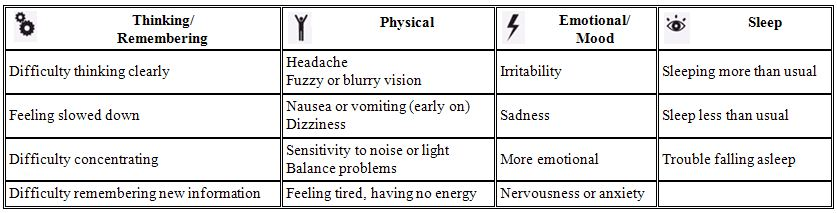 Thinking/
Remembering
Physical
Emotional/
Mood
Sleep
Difficulty thinking clearly
Headache
Fuzzy or blurry vision
Irritability
Sleeping more than usual
Feeling slowed down
Nausea or vomiting (early on)
Dizziness
Sadness
Sleep less than usual
Difficulty concentrating
Sensitivity to noise or light
Balance problems
More emotional
Trouble falling asleep
Difficulty remembering new information
Feeling tired, having no energy
Nervousness or anxiety